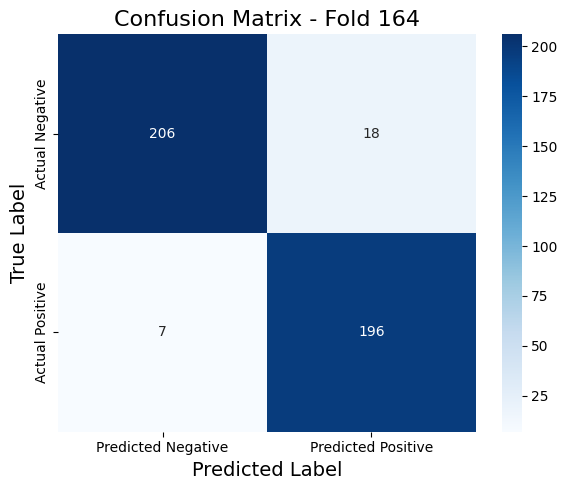 Confusion Matrix - Fold 164
True Label
Actual Negative
206
18
Actual Positive
7
196
Predicted Negative
Predicted Positive
Predicted Label
200
175
150
125
100
75
50
25